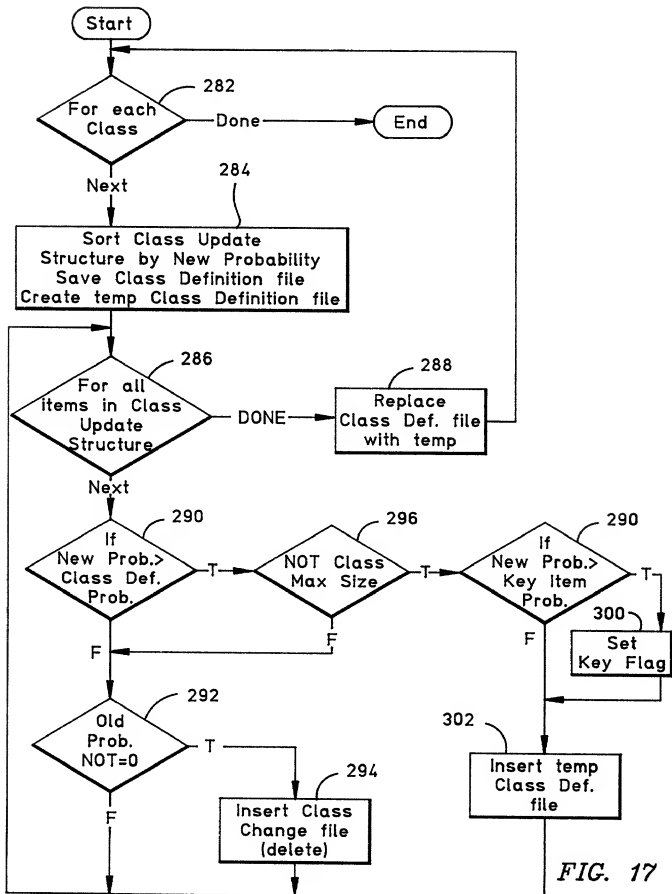 Start
282
For each
Class
Done
End
Next
284
Sort Class Update
Structure by New Probability
Save Class Definition file
Create temp Class Definition file
286
For all
items in Class
Update
Structure
DONE
288
Replace
Class Def. file
with temp
Next
290
If
New Prob.>
Class Def.
Prob.
T
296
NOT Class
Max Size
T
290
If
New Prob.>
Key Item
Prob.
T
300
Set
Key Flag
F
F
F
292
Old
Prob.
NOT=0
T
294
Insert Class
Change file
(delete)
302
Insert temp
Class Def.
file
F
FIG. 17